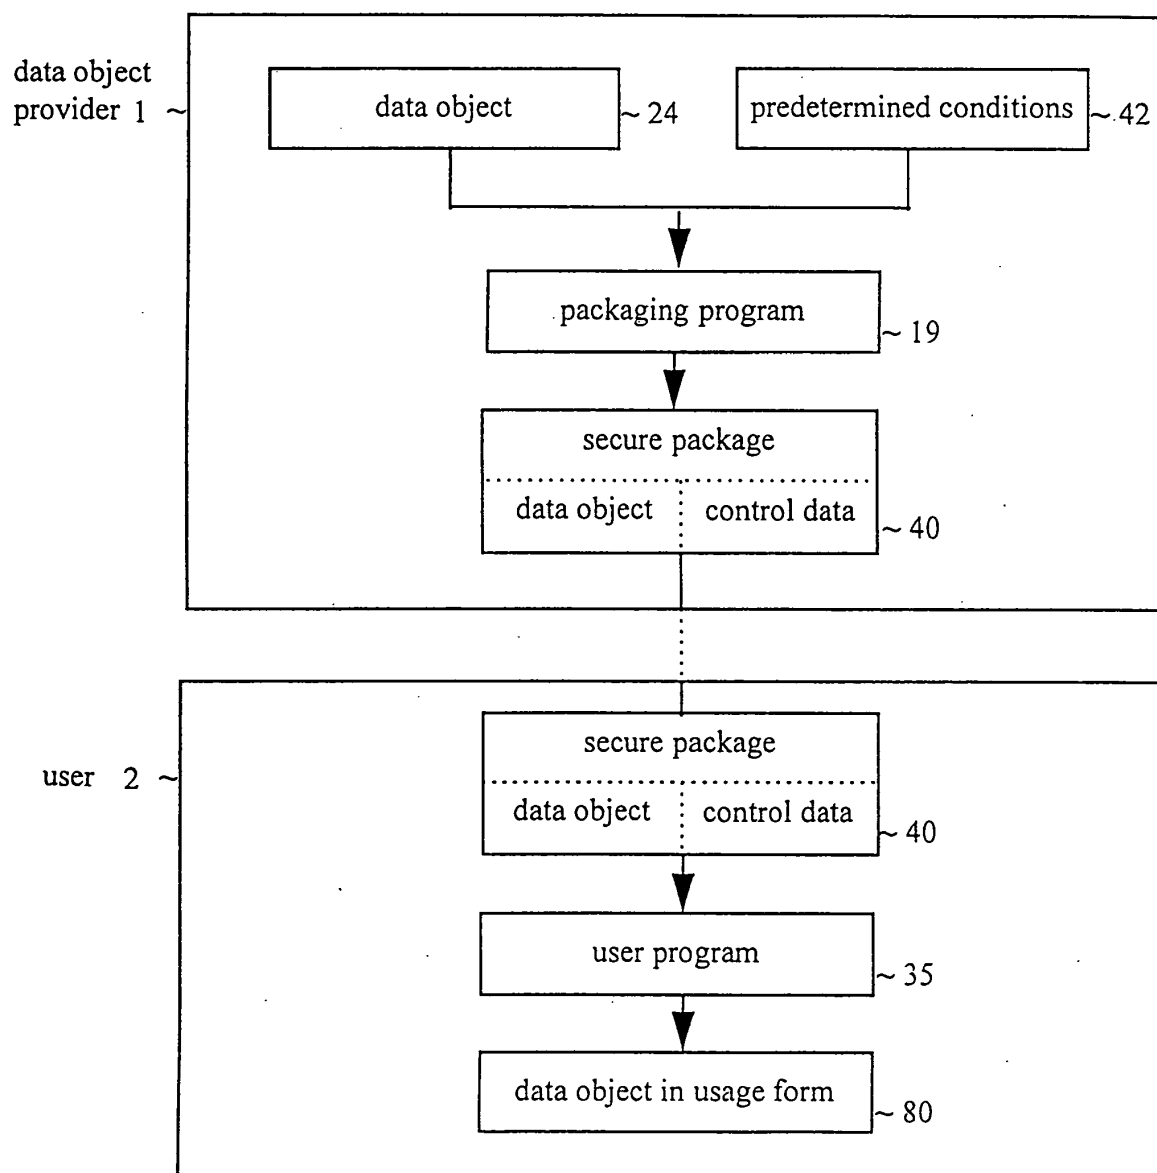 data object
provider 1 ~
data object ~ 24
predetermined conditions ~ 42
packaging program ~ 19
secure package
data object control data ~ 40
user 2 ~
secure package
data object control data ~ 40
user program ~ 35
data object in usage form ~ 80